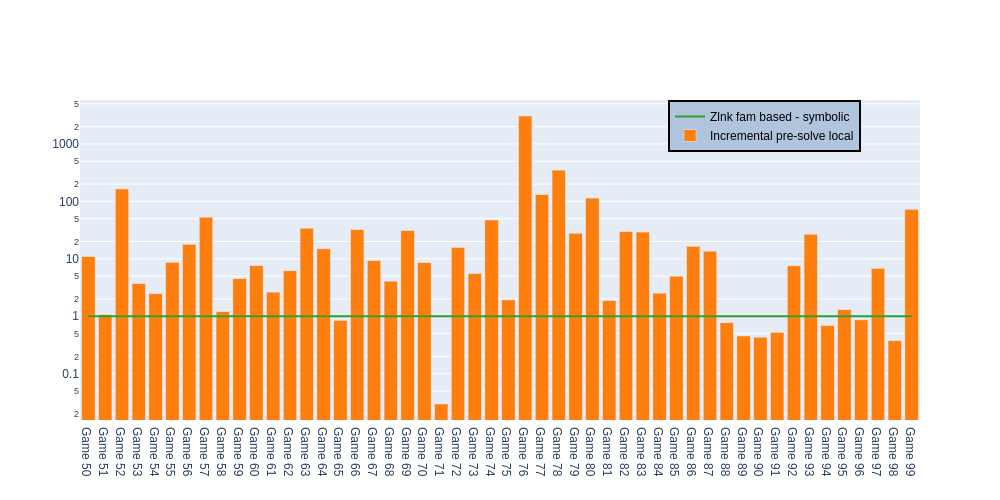 Zlnk fam based - symbolic
Incremental pre-solve local
5
2
1000
5
2
100
5
2
10
5
2
1
5
2
0.1
5
2
Game 50
Game 51
Game 52
Game 53
Game 54
Game 55
Game 56
Game 57
Game 58
Game 59
Game 60
Game 61
Game 62
Game 63
Game 64
Game 65
Game 66
Game 67
Game 68
Game 69
Game 70
Game 71
Game 72
Game 73
Game 74
Game 75
Game 76
Game 77
Game 78
Game 79
Game 80
Game 81
Game 82
Game 83
Game 84
Game 85
Game 86
Game 87
Game 88
Game 89
Game 90
Game 91
Game 92
Game 93
Game 94
Game 95
Game 96
Game 97
Game 98
Game 99